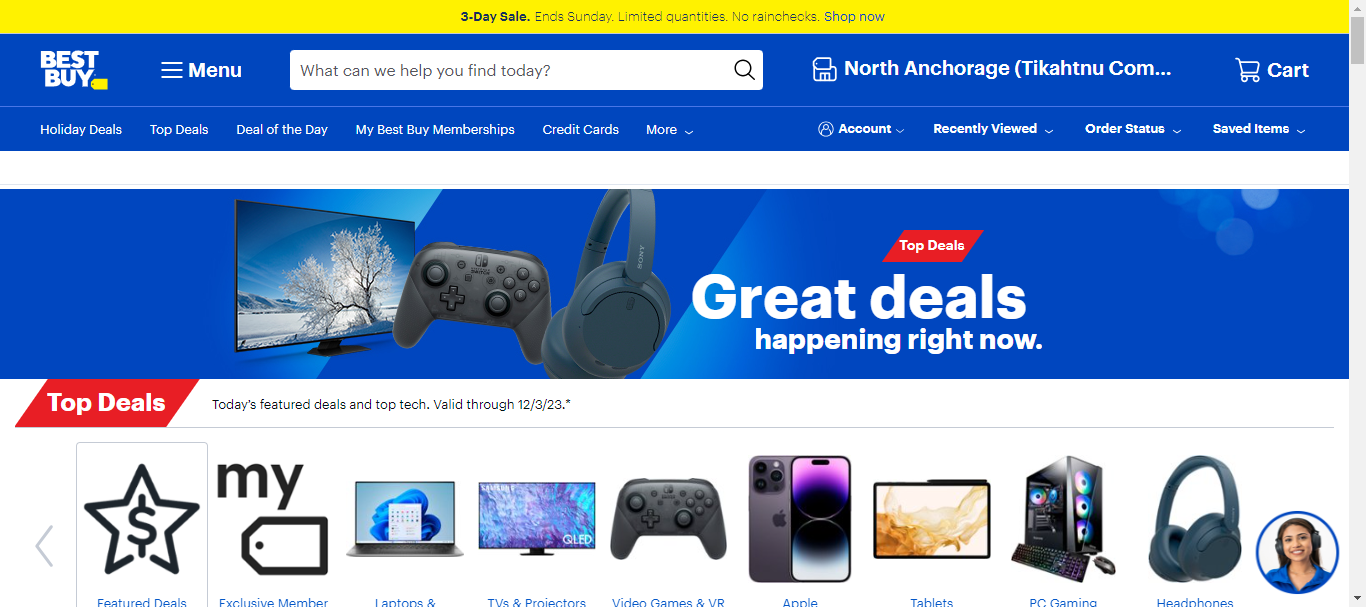 3-Day Sale. Ends Sunday. Limited quantities. No rainchecks. Shop now
BEST
BUY
Menu
What can we help you find today?
North Anchorage (Tikahtnu Com...
Cart
Holiday Deals
Top Deals
Deal of the Day
My Best Buy Memberships
Credit Cards
More
Account
Recently Viewed
Order Status
Saved Items
SONY
Top Deals
Great deals
happening right now.
Top Deals
Today's featured deals and top tech. Valid through 12/3/23.*
my
SAMSUNG
QLED
Featured Deals
Exclusive Member
Laptops &
TVs & Projectors
Video Games & VR
Apple
Tablets
PC Gaming
Headphones